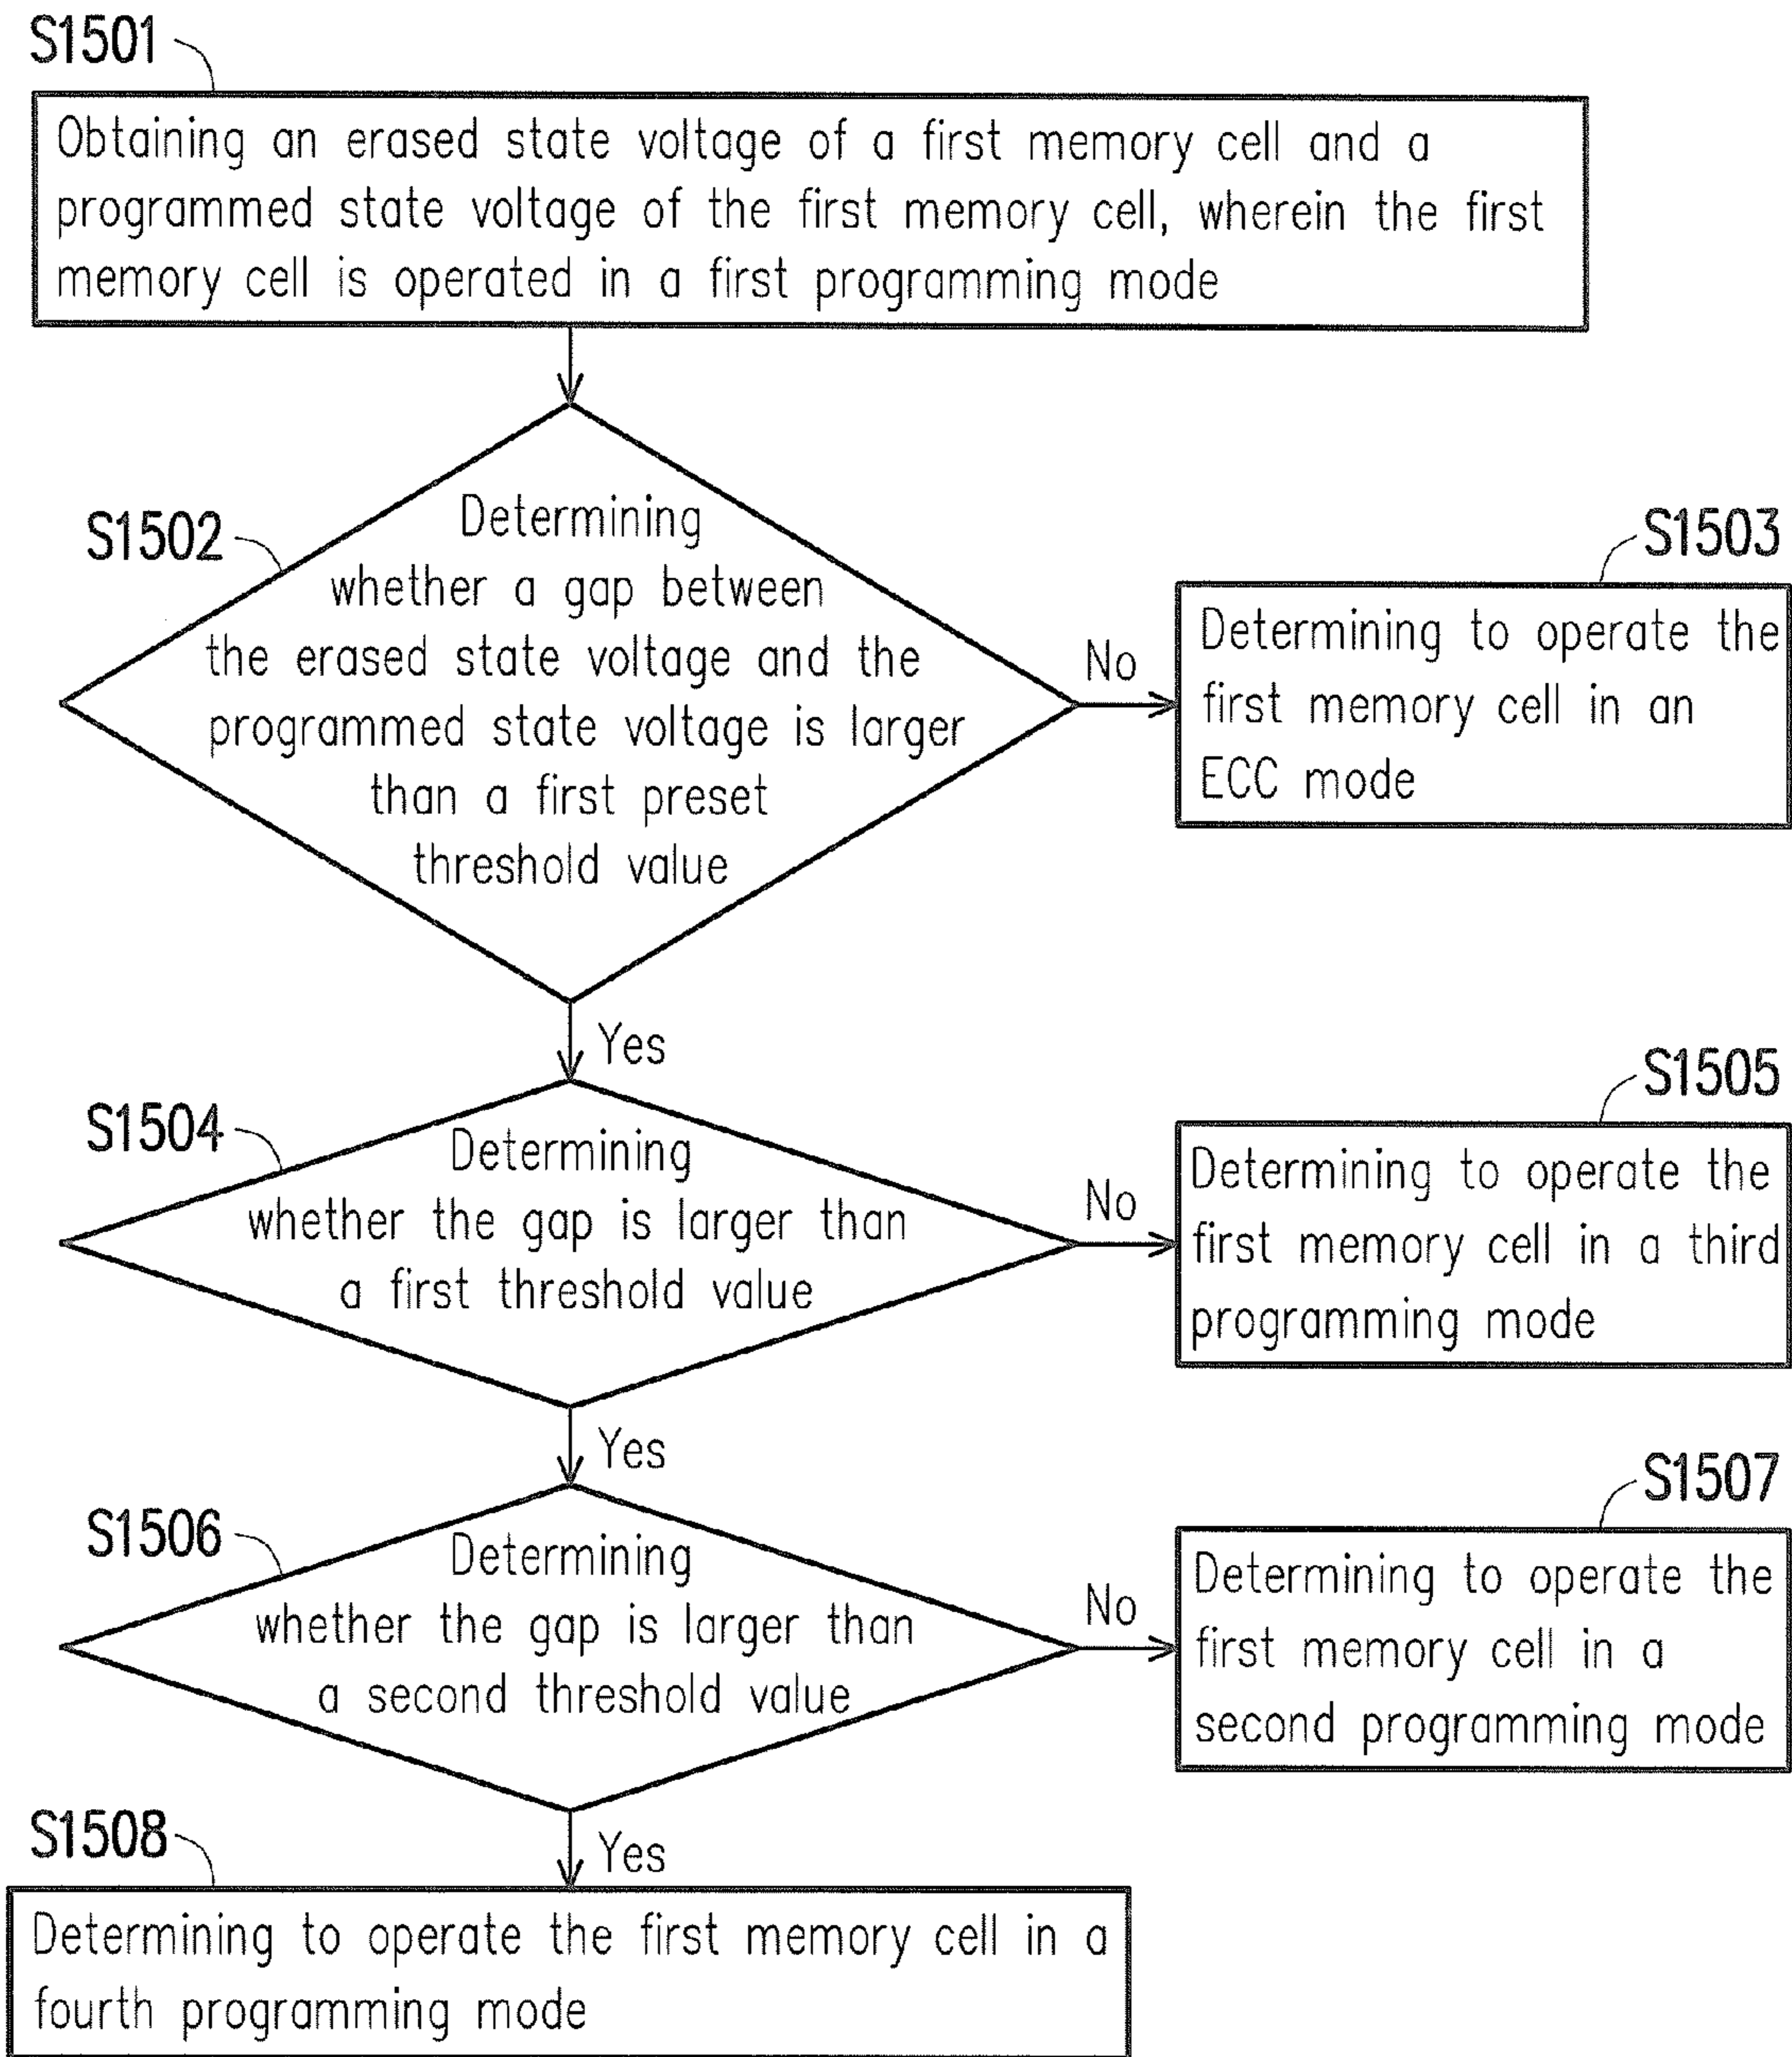 S1501
Obtaining an erased state voltage of a first memory cell and a
programmed state voltage of the first memory cell, wherein the first
memory cell is operated in a first programming mode
S1502
Determining
whether a gap between
the erased state voltage and the
programmed state voltage is larger
than a first preset
threshold value
No
S1503
Determining to operate the
first memory cell in an
ECC mode
Yes
S1504
Determining
whether the gap is larger than
a first threshold value
No
S1505
Determining to operate the
first memory cell in a third
programming mode
Yes
S1506
Determining
whether the gap is larger than
a second threshold value
No
S1507
Determining to operate the
first memory cell in a
second programming mode
Yes
S1508
Determining to operate the first memory cell in a
fourth programming mode